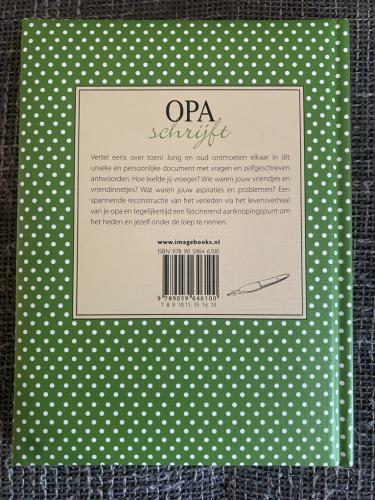 OPA
schrijft
Vertel eens over toen! Jong en oud ontmoeten elkaar in dit
unieke en persoonlijke document met vragen en zelfgeschreven
antwoorden. Hoe leefde jij vroeger? Wie waren jouw vriendjes en
vriendinnetjes? Wat waren jouw aspiraties en problemen? Een
spannende reconstructie van het verleden via het levensverhaal
van je opa en tegelijkertijd een fascinerend aanknopingspunt om
het heden en jezelf onder de loep te nemen.
www.imagebooks.nl
ISBN 978 90 5964 6100
9 789059 646100
7 8 9 10 11 15 14 13